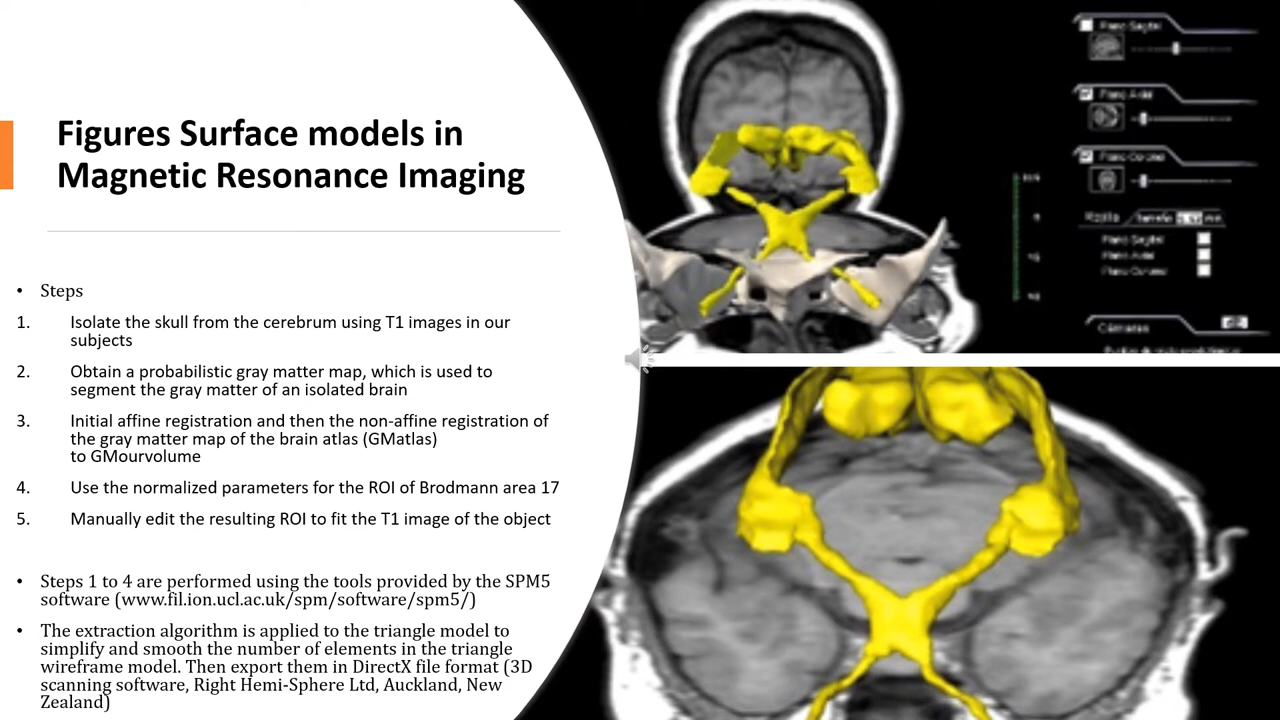 Figures Surface models in
Magnetic Resonance Imaging
• Steps
1. Isolate the skull from the cerebrum using T1 images in our
subjects
2. Obtain a probabilistic gray matter map, which is used to
segment the gray matter of an isolated brain
3. Initial affine registration and then the non-affine registration of
the gray matter map of the brain atlas (GMatlas)
to GMourvolume
4. Use the normalized parameters for the ROI of Brodmann area 17
5. Manually edit the resulting ROI to fit the T1 image of the object
• Steps 1 to 4 are performed using the tools provided by the SPM5
software (www.fil.ion.ucl.ac.uk/spm/software/spm5/)
• The extraction algorithm is applied to the triangle model to
simplify and smooth the number of elements in the triangle
wireframe model. Then export them in DirectX file format (3D
scanning software, Right Hemi-Sphere Ltd, Auckland, New
Zealand)
Plano Sagital
Plano Axial
Plano Coronal
Plano Sagital
Plano Axial
Plano Coronal
Cámaras